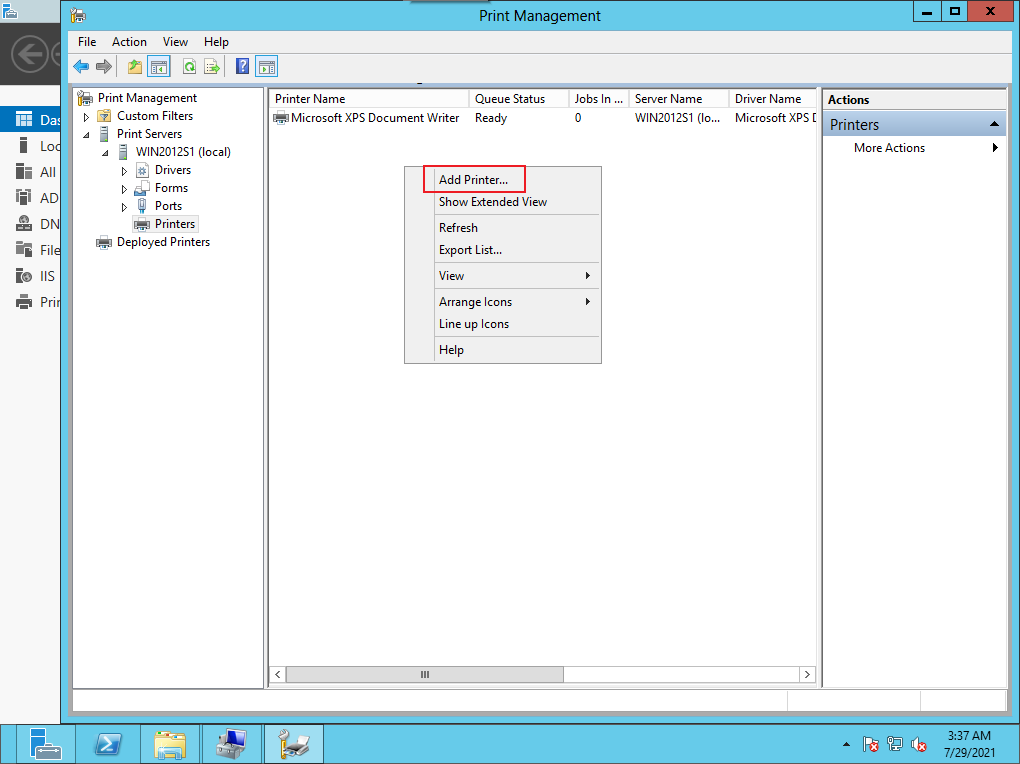 Print Management
File Action View Help
Print Management
Custom Filters
Print Servers
WIN2012S1 (local)
Drivers
Forms
Ports
Printers
Deployed Printers
Printer Name Queue Status Jobs In ... Server Name Driver Name
Microsoft XPS Document Writer Ready 0 WIN2012S1 (lo... Microsoft XPS D
Add Printer...
Show Extended View
Refresh
Export List...
View
Arrange Icons
Line up Icons
Help
Actions
Printers
More Actions
Das
Loc
All
AD
DN
File
IIS
Prin
3:37 AM
7/29/2021